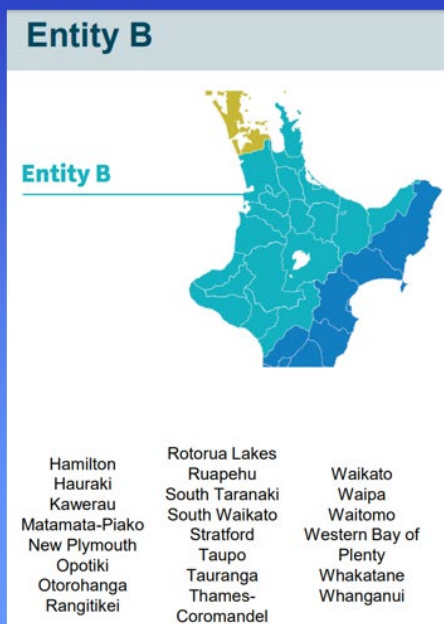 Entity B
Entity B
Hamilton
Hauraki
Kawerau
Matamata-Piako
New Plymouth
Opotiki
Otorohanga
Rangitikei
Rotorua Lakes
Ruapehu
South Taranaki
South Waikato
Stratford
Taupo
Tauranga
Thames-
Coromandel
Waikato
Waipa
Waitomo
Western Bay of
Plenty
Whakatane
Whanganui